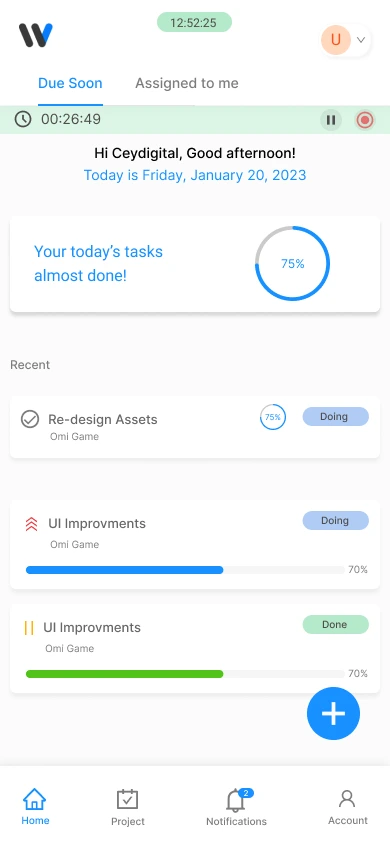 12:52:25
U
Due Soon
Assigned to me
00:26:49
Hi Ceydigital, Good afternoon!
Today is Friday, January 20, 2023
Your today's tasks
almost done!
75%
Recent
Re-design Assets
75%
Doing
Omi Game
UI Improvments
Doing
Omi Game
70%
UI Improvments
Done
Omi Game
70%
2
Home
Project
Notifications
Account